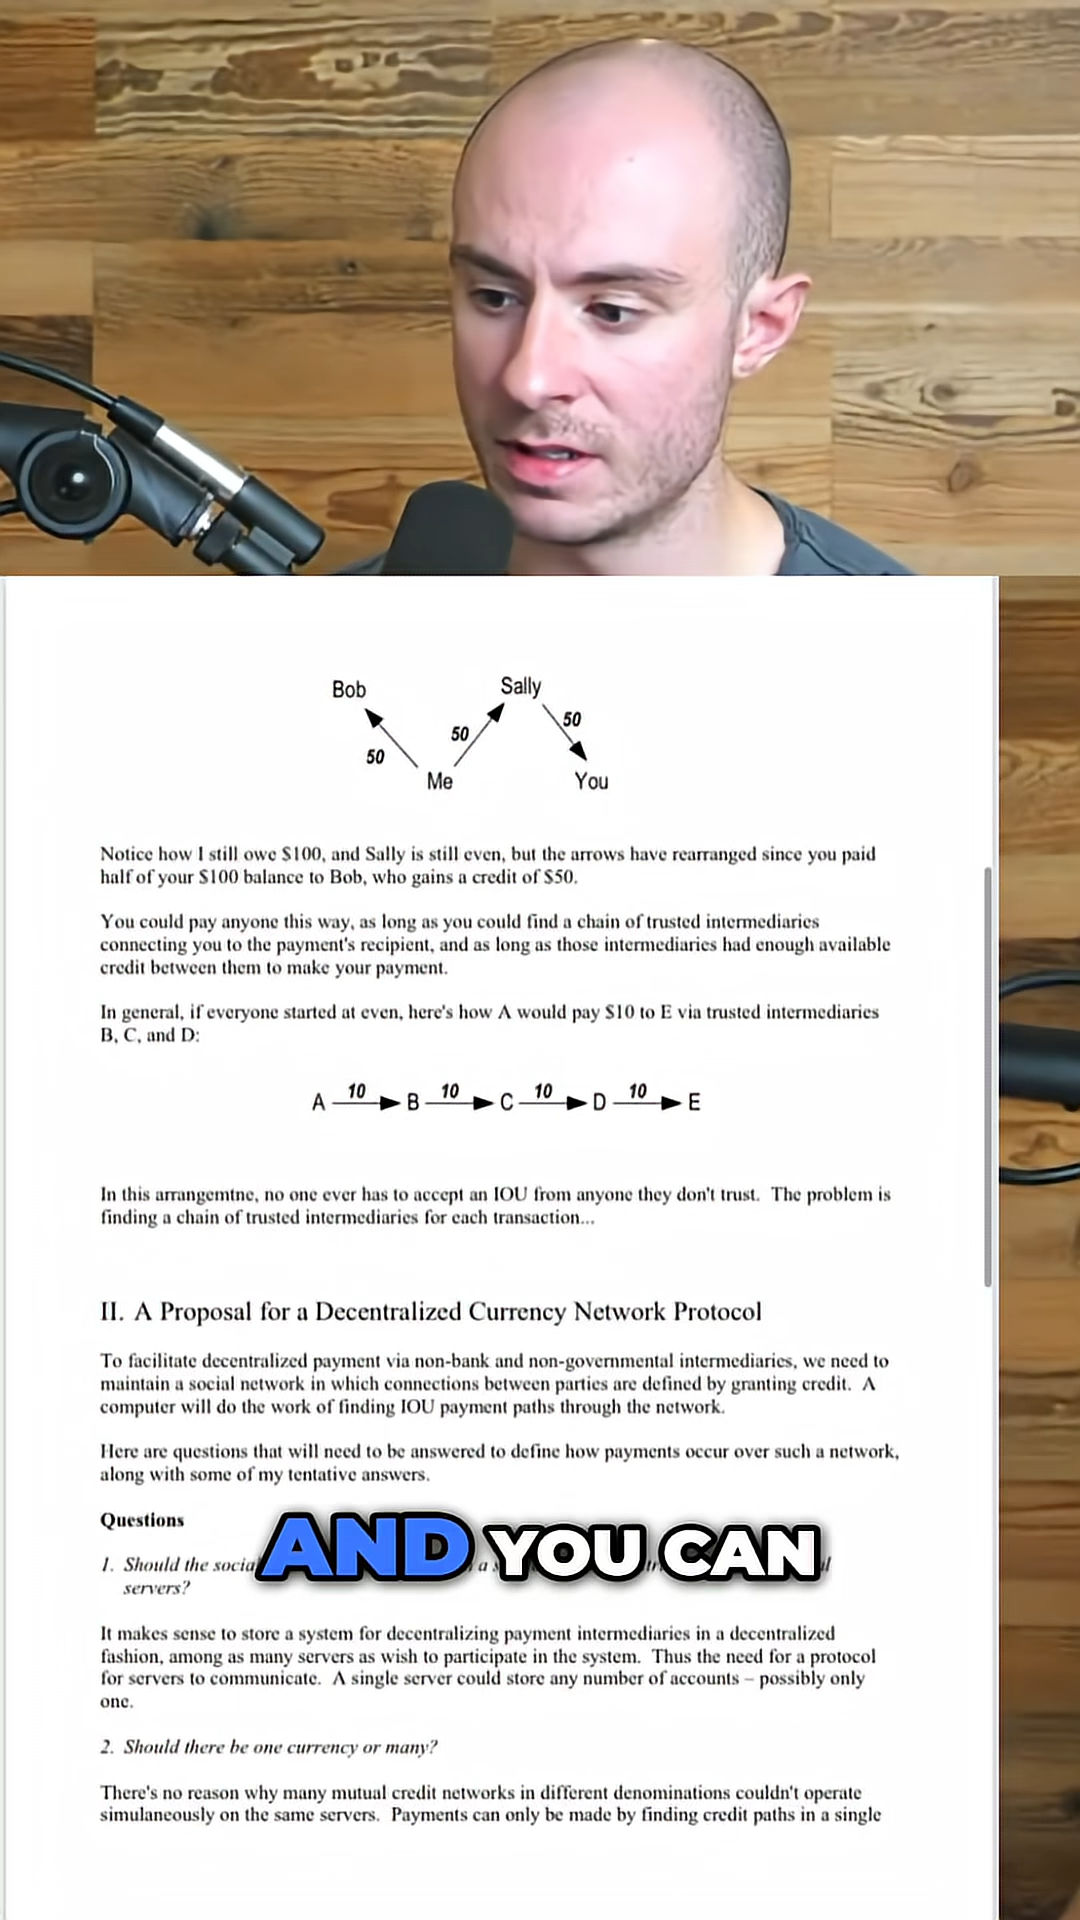 Bob
Sally
50
50
50
Me
You
Notice how I still owe $100, and Sally is still even, but the arrows have rearranged since you paid
half of your $100 balance to Bob, who gains a credit of $50.
You could pay anyone this way, as long as you could find a chain of trusted intermediaries
connecting you to the payment's recipient, and as long as those intermediaries had enough available
credit between them to make your payment.
In general, if everyone started at even, here's how A would pay $10 to E via trusted intermediaries
B, C, and D:
A 10 B 10 C 10 D 10 E
In this arrangemtne, no one ever has to accept an IOU from anyone they don't trust. The problem is
finding a chain of trusted intermediaries for each transaction...
II. A Proposal for a Decentralized Currency Network Protocol
To facilitate decentralized payment via non-bank and non-governmental intermediaries, we need to
maintain a social network in which connections between parties are defined by granting credit. A
computer will do the work of finding IOU payment paths through the network.
Here are questions that will need to be answered to define how payments occur over such a network,
along with some of my tentative answers.
Questions
AND YOU CAN
1. Should the social a
servers?
It makes sense to store a system for decentralizing payment intermediaries in a decentralized
fashion, among as many servers as wish to participate in the system. Thus the need for a protocol
for servers to communicate. A single server could store any number of accounts – possibly only
one.
2. Should there be one currency or many?
There's no reason why many mutual credit networks in different denominations couldn't operate
simulaneously on the same servers. Payments can only be made by finding credit paths in a single